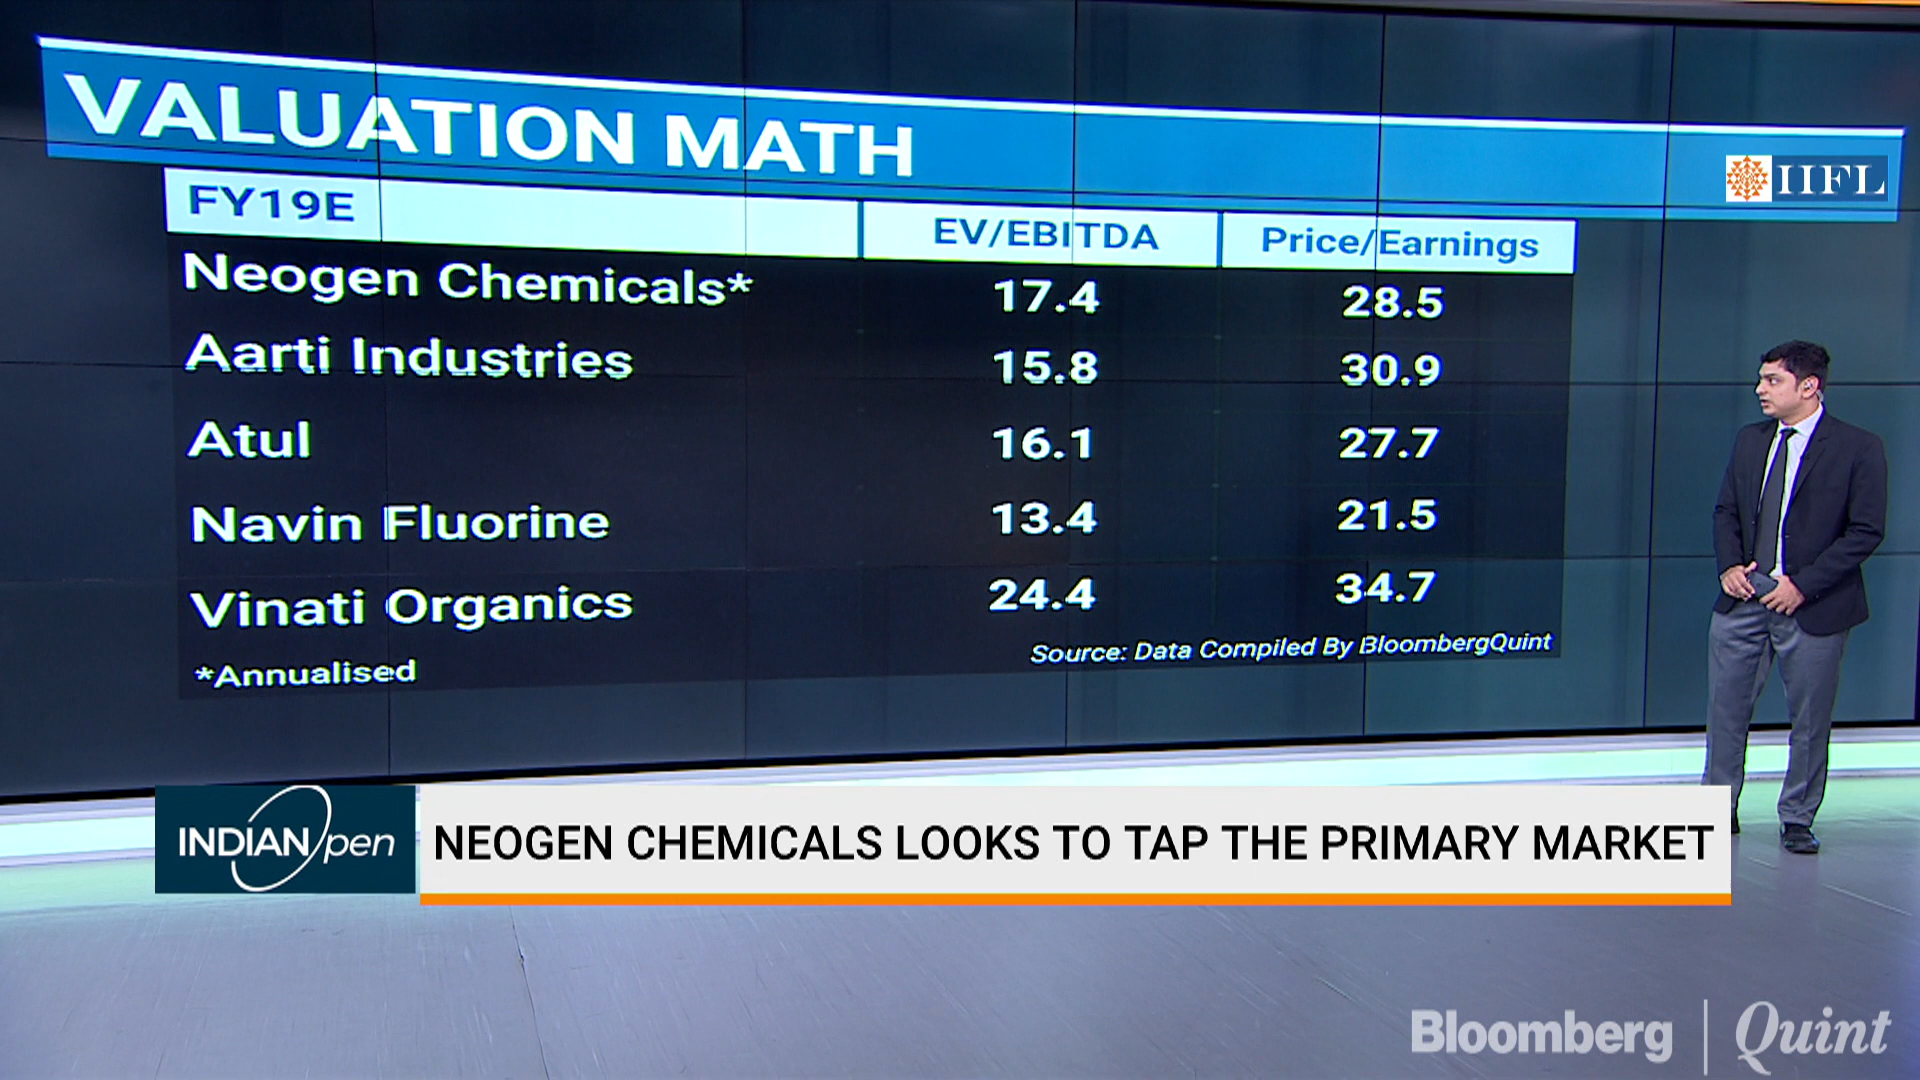 VALUATION MATH
IIFL
FY19E EV/EBITDA Price/Earnings
Neogen Chemicals* 17.4 28.5
Aarti Industries 15.8 30.9
Atul 16.1 27.7
Navin Fluorine 13.4 21.5
Vinati Organics 24.4 34.7
Source: Data Compiled By BloombergQuint
*Annualised
INDIAN Open
NEOGEN CHEMICALS LOOKS TO TAP THE PRIMARY MARKET
Bloomberg | Quint